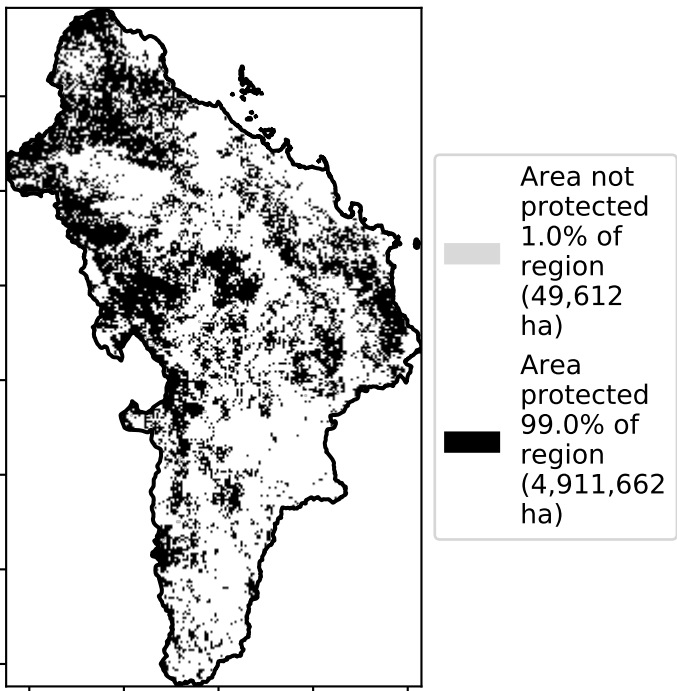 Area not
protected
1.0% of
region
(49,612
ha)
Area
protected
99.0% of
region
(4,911,662
ha)